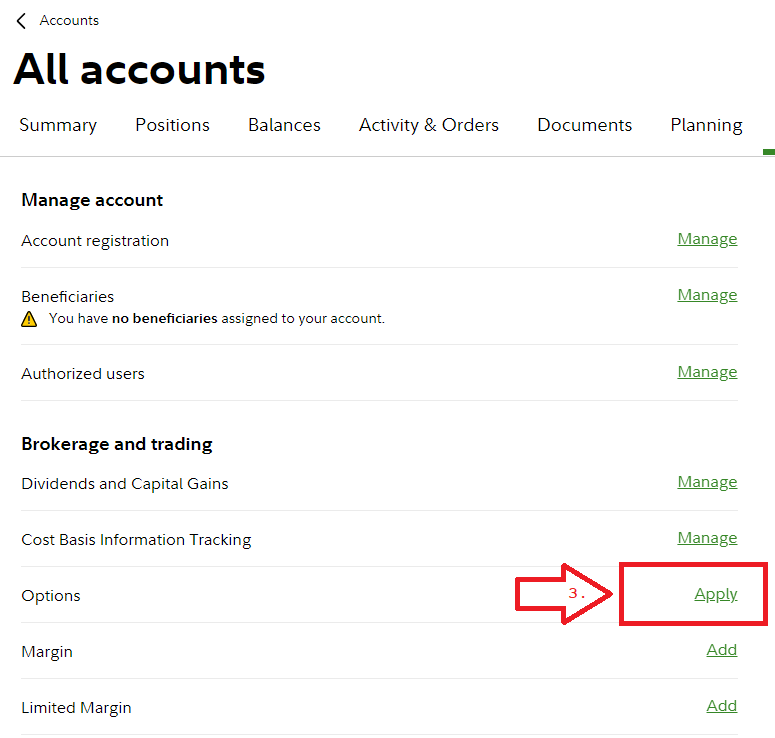 Accounts
All accounts
Summary Positions Balances Activity & Orders Documents Planning
Manage account
Account registration Manage
Beneficiaries Manage
You have no beneficiaries assigned to your account.
Authorized users Manage
Brokerage and trading
Dividends and Capital Gains Manage
Cost Basis Information Tracking Manage
Options 3. Apply
Margin Add
Limited Margin Add